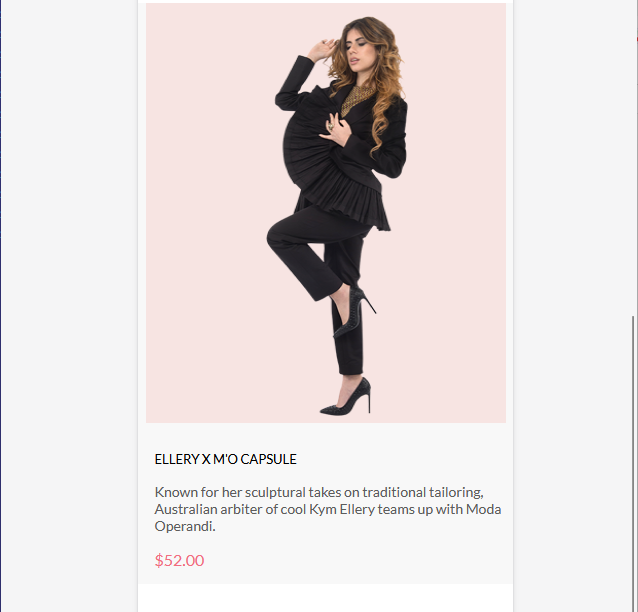 ELLERY X M'O CAPSULE
Known for her sculptural takes on traditional tailoring,
Australian arbiter of cool Kym Ellery teams up with Moda
Operandi.
$52.00